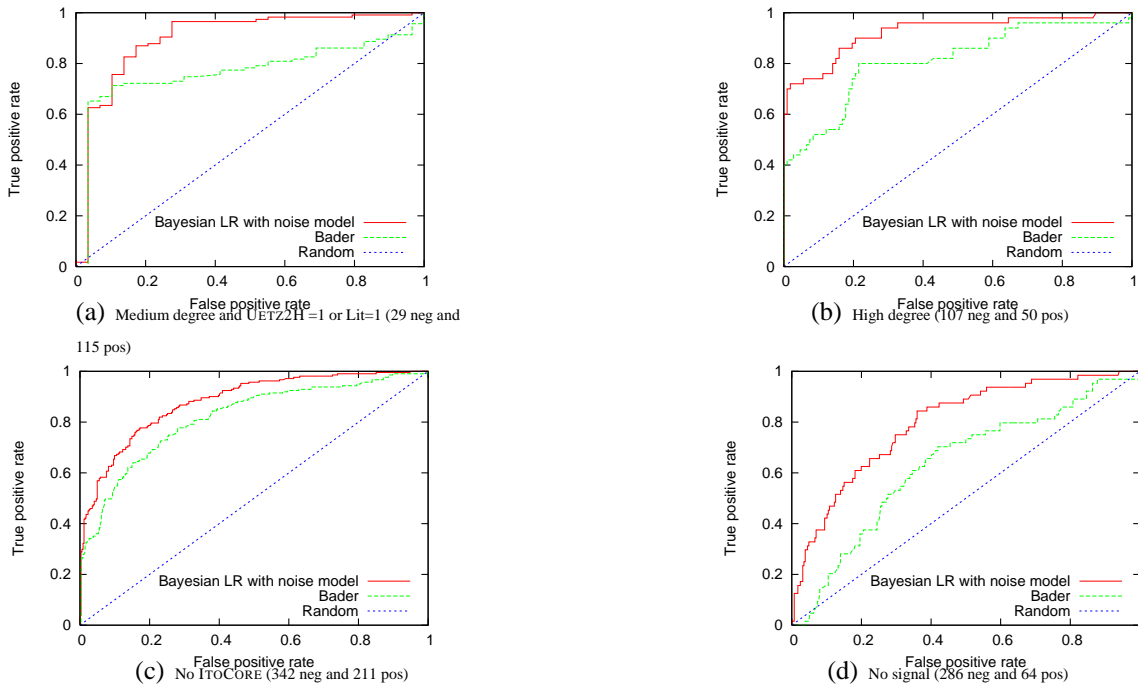 1
0.8
0.6
0.4
0.2
0
0 0.2 0.4 0.6 0.8 1
True positive rate
False positive rate
Bayesian LR with noise model
Bader
Random
(a) Medium degree and UETZ2H =1 or Lit=1 (29 neg and
115 pos)
1
0.8
0.6
0.4
0.2
0
0 0.2 0.4 0.6 0.8 1
True positive rate
False positive rate
Bayesian LR with noise model
Bader
Random
(b) High degree (107 neg and 50 pos)
1
0.8
0.6
0.4
0.2
0
0 0.2 0.4 0.6 0.8 1
True positive rate
False positive rate
Bayesian LR with noise model
Bader
Random
(c) No ITOCORE (342 neg and 211 pos)
1
0.8
0.6
0.4
0.2
0
0 0.2 0.4 0.6 0.8
True positive rate
False positive rate
Bayesian LR with noise model
Bader
Random
(d) No signal (286 neg and 64 pos)